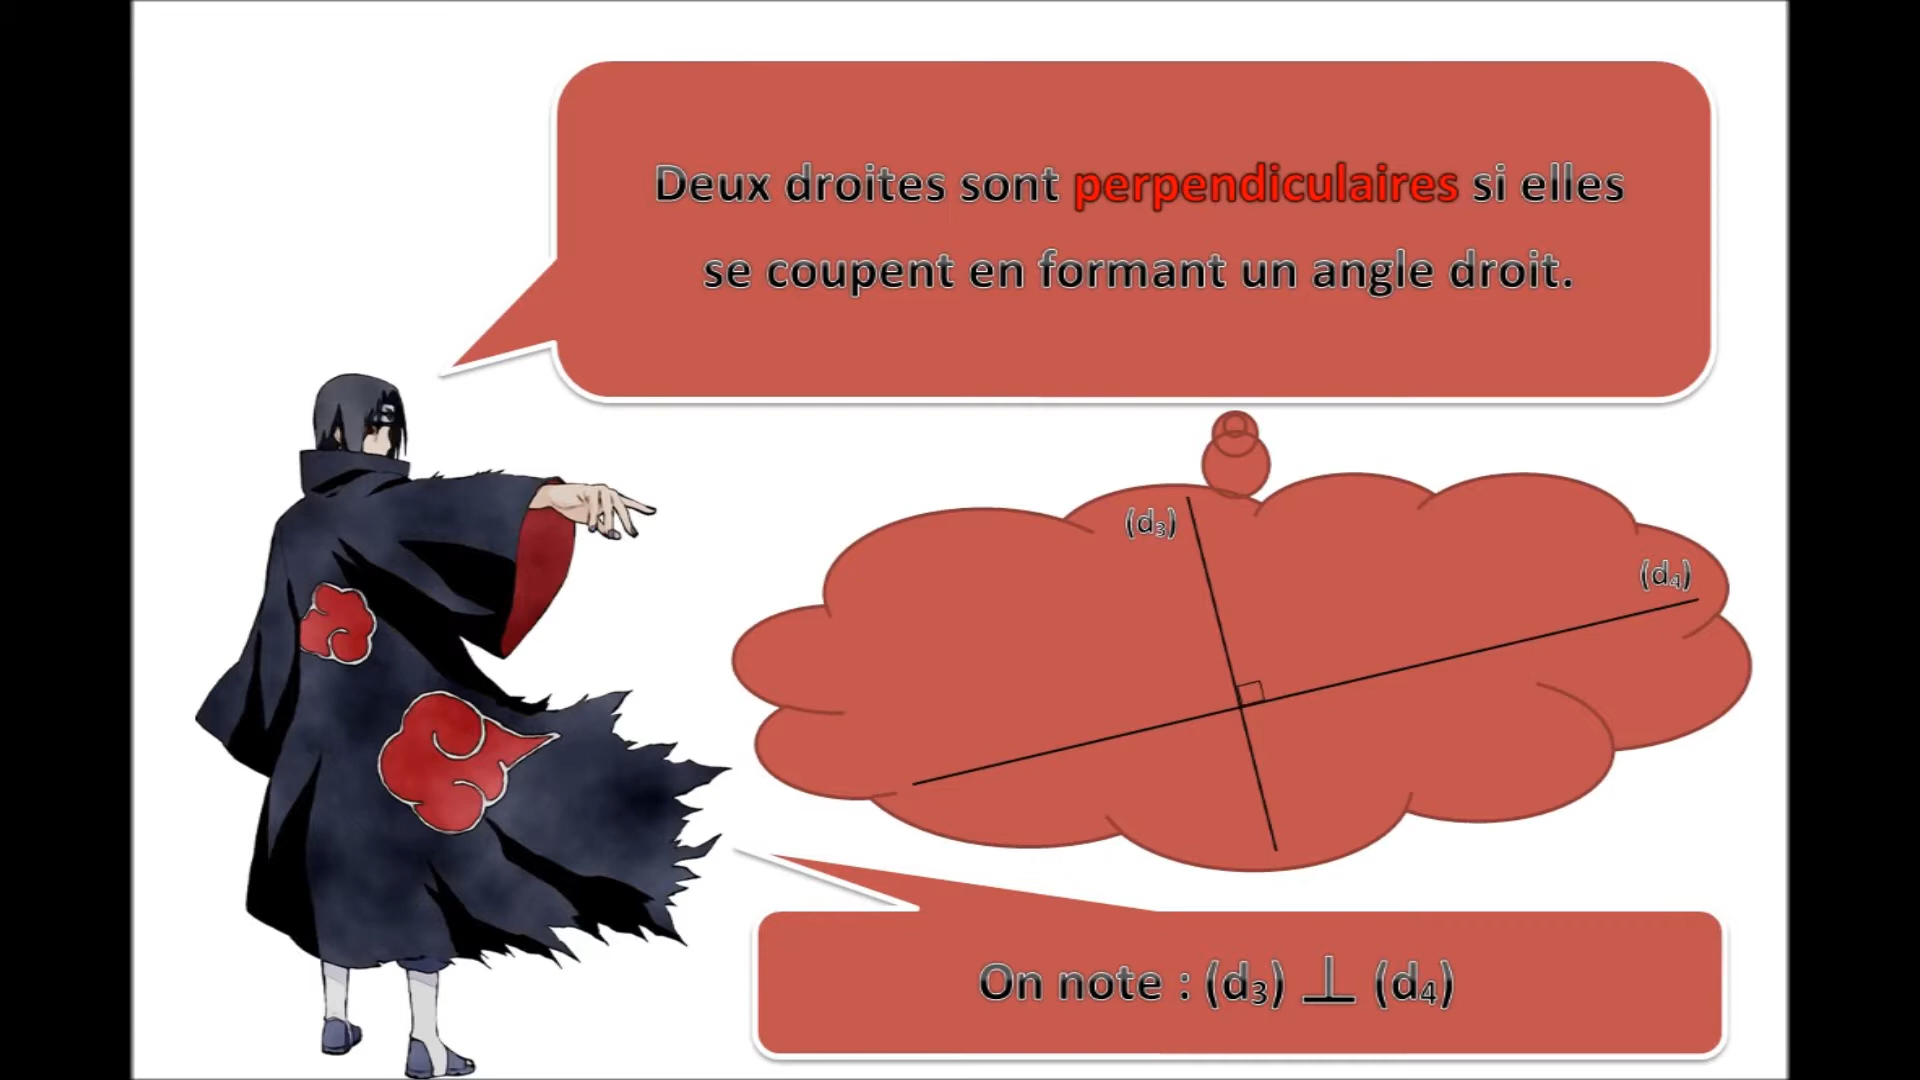 Deux droites sont perpendiculaires si elles
se coupent en formant un angle droit.
(d₃)
(d₄)
On note : (d₃) ⊥ (d₄)